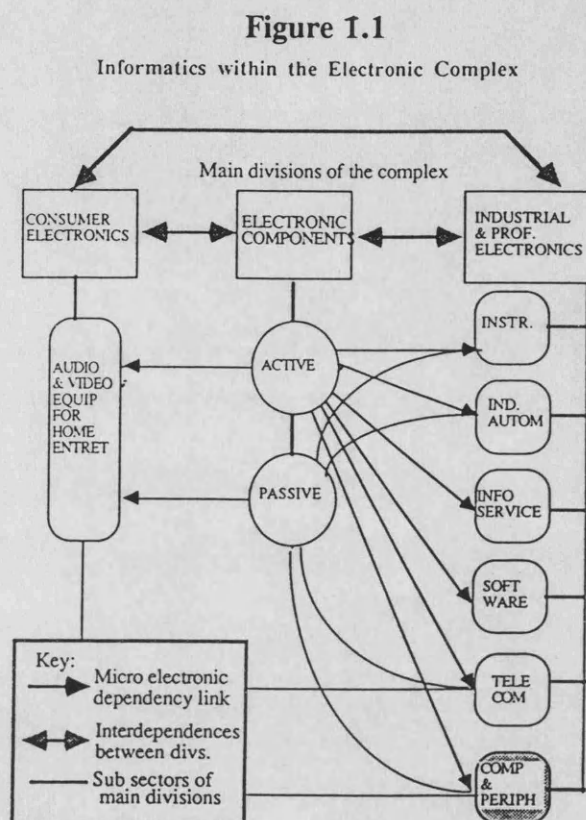 Figure 1.1
Informatics within the Electronic Complex
Main divisions of the complex
CONSUMER
ELECTRONICS
ELECTRONIC
COMPONENTS
INDUSTRIAL
& PROF.
ELECTRONICS
AUDIO
& VIDEO
EQUIP
FOR
HOME
ENTRET
ACTIVE
PASSIVE
INSTR.
IND.
AUTOM
INFO
SERVICE
SOFT
WARE
TELE
COM
COMP
&
PERIPH
Key:
Micro electronic
dependency link
Interdependences
between divs.
Sub sectors of
main divisions